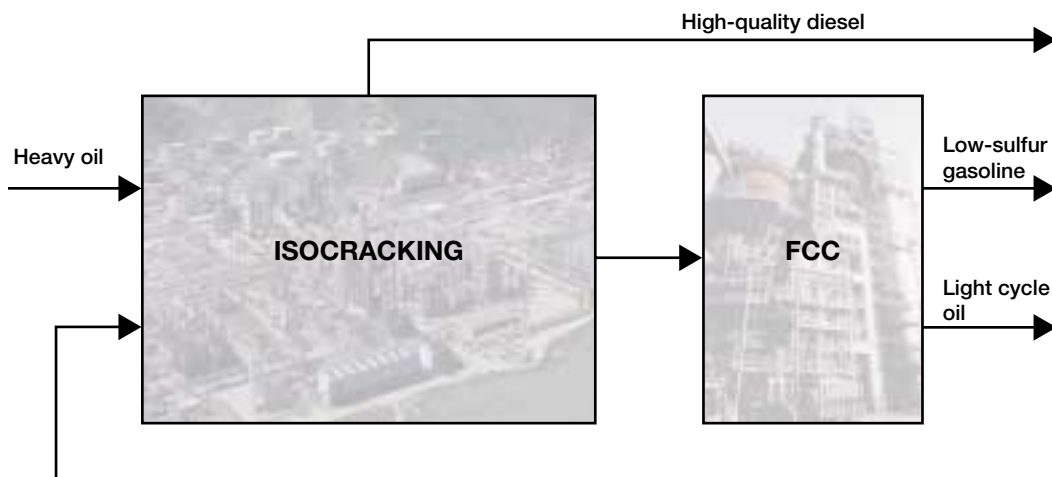 High-quality diesel
Heavy oil
Low-sulfur
gasoline
ISOCRACKING
FCC
Light cycle
oil